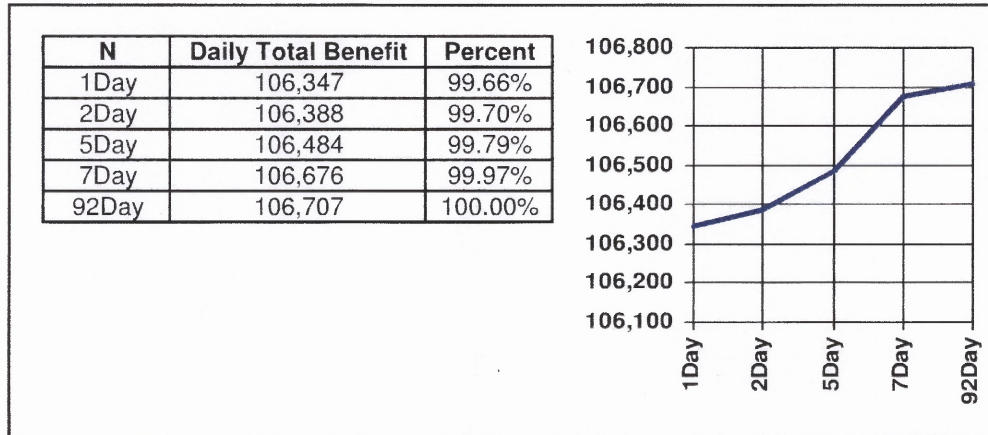 N Daily Total Benefit Percent
1Day 106,347 99.66%
2Day 106,388 99.70%
5Day 106,484 99.79%
7Day 106,676 99.97%
92Day 106,707 100.00%
106,800
106,700
106,600
106,500
106,400
106,300
106,200
106,100
1Day
2Day
5Day
7Day
92Day